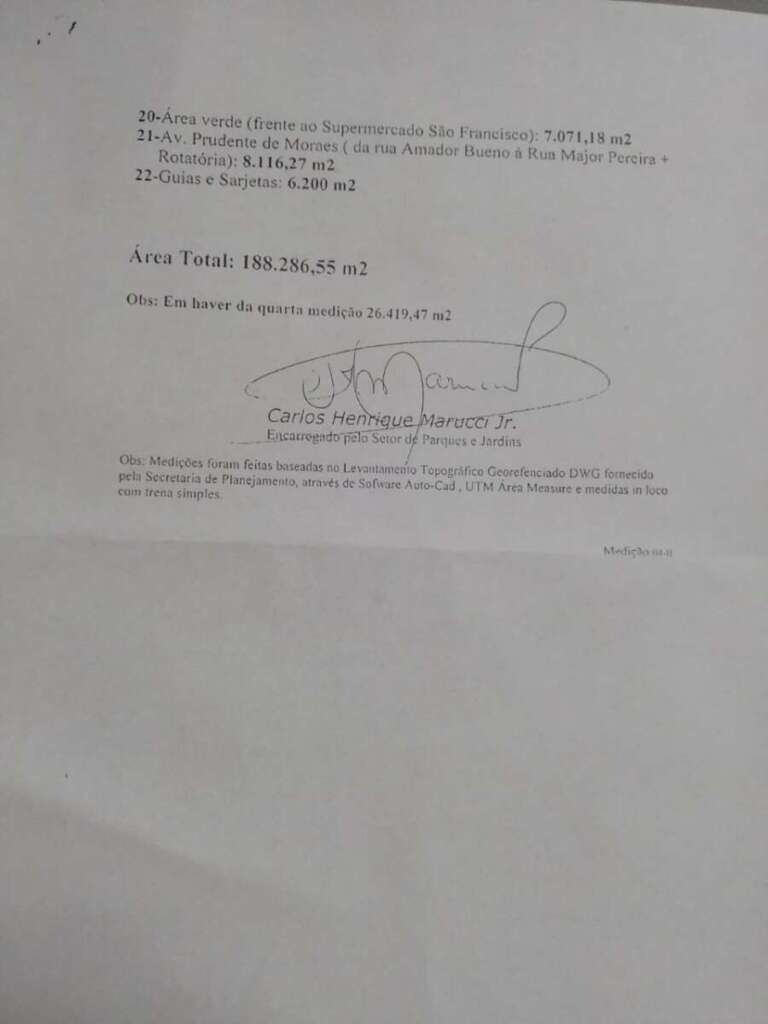 20-Área verde (frente ao Supermercado São Francisco): 7.071,18 m2
21-Av. Prudente de Moraes ( da rua Amador Bueno à Rua Major Pereira +
Rotatória): 8.116,27 m2
22-Guias e Sarjetas: 6.200 m2
Área Total: 188.286,55 m2
Obs: Em haver da quarta medição 26.419,47 m2
Carlos Henrique Marucci Jr.
Encarregado pelo Setor de Parques e Jardins
Obs: Medições foram feitas baseadas no Levantamento Topográfico Georefenciado DWG fornecido
pela Secretaria de Planejamento, através de Sofware Auto-Cad , UTM Área Measure e medidas in loco
com trena simples.
Medição